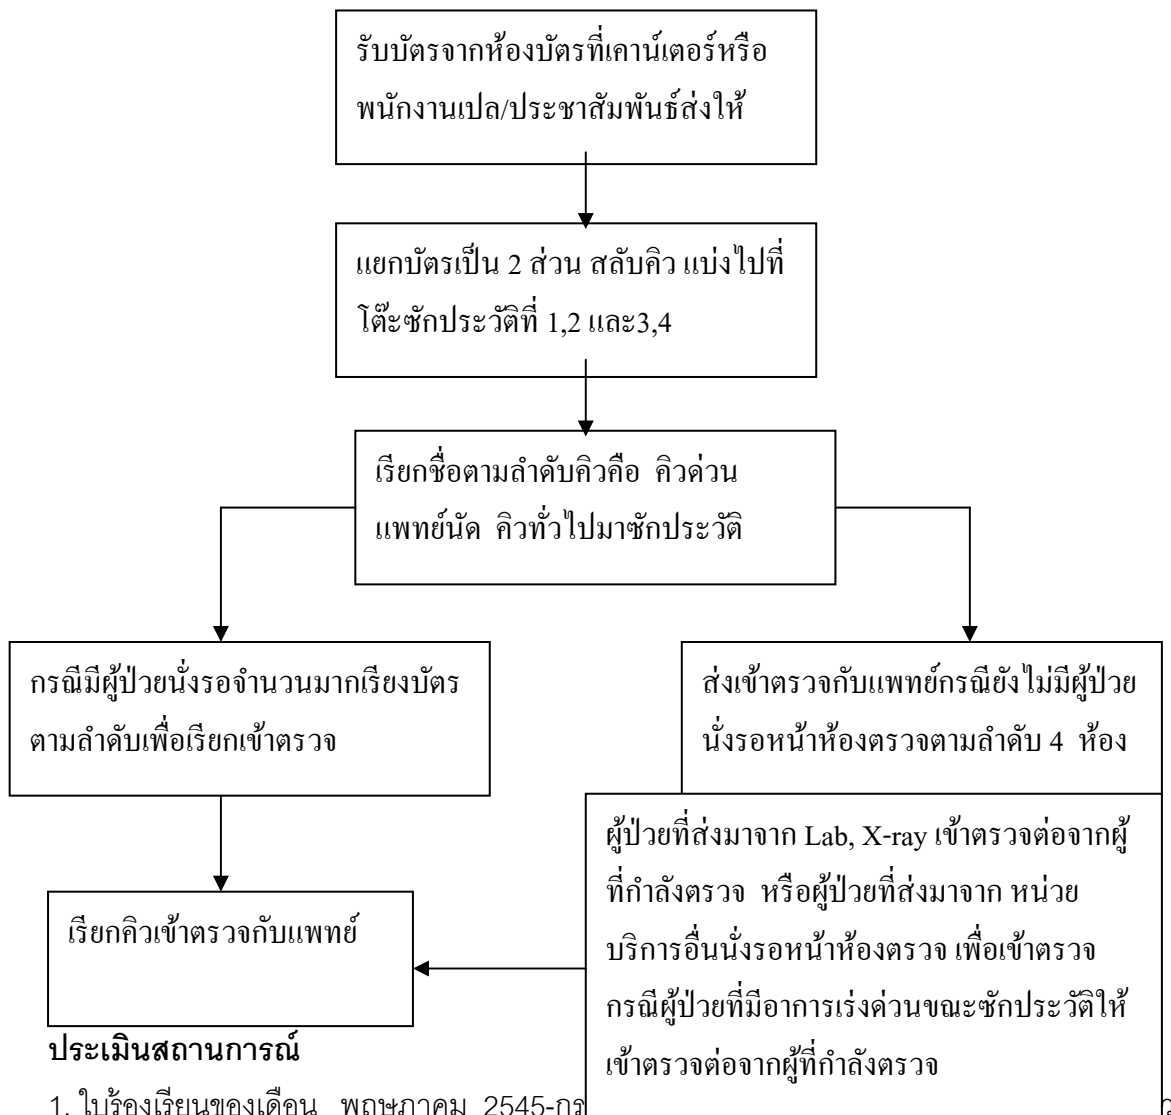 รับบัตรจากห้องบัตรที่เคาน์เตอร์หรือ
พนักงานเปล/ประชาสัมพันธ์ส่งให้
แยกบัตรเป็น 2 ส่วน สลับคิว แบ่งไปที่
โต๊ะซักประวัติที่ 1,2 และ3,4
เรียกชื่อตามลำดับคิวคือ คิวด่วน
แพทย์นัด คิวทั่วไปมาซักประวัติ
กรณีมีผู้ป่วยนั่งรอจำนวนมากเรียงบัตร
ตามลำดับเพื่อเรียกเข้าตรวจ
ส่งเข้าตรวจกับแพทย์กรณียังไม่มีผู้ป่วย
นั่งรอหน้าห้องตรวจตามลำดับ 4 ห้อง
ผู้ป่วยที่ส่งมาจาก Lab, X-ray เข้าตรวจต่อจากผู้
ที่กำลังตรวจ หรือผู้ป่วยที่ส่งมาจาก หน่วย
บริการอื่นนั่งรอหน้าห้องตรวจ เพื่อเข้าตรวจ
กรณีผู้ป่วยที่มีอาการเร่งด่วนขณะซักประวัติให้
เข้าตรวจต่อจากผู้ที่กำลังตรวจ
เรียกคิวเข้าตรวจกับแพทย์
ประเมินสถานการณ์
1. ใบร้องเรียนของเดือน พฤษภาคม 2545-กร